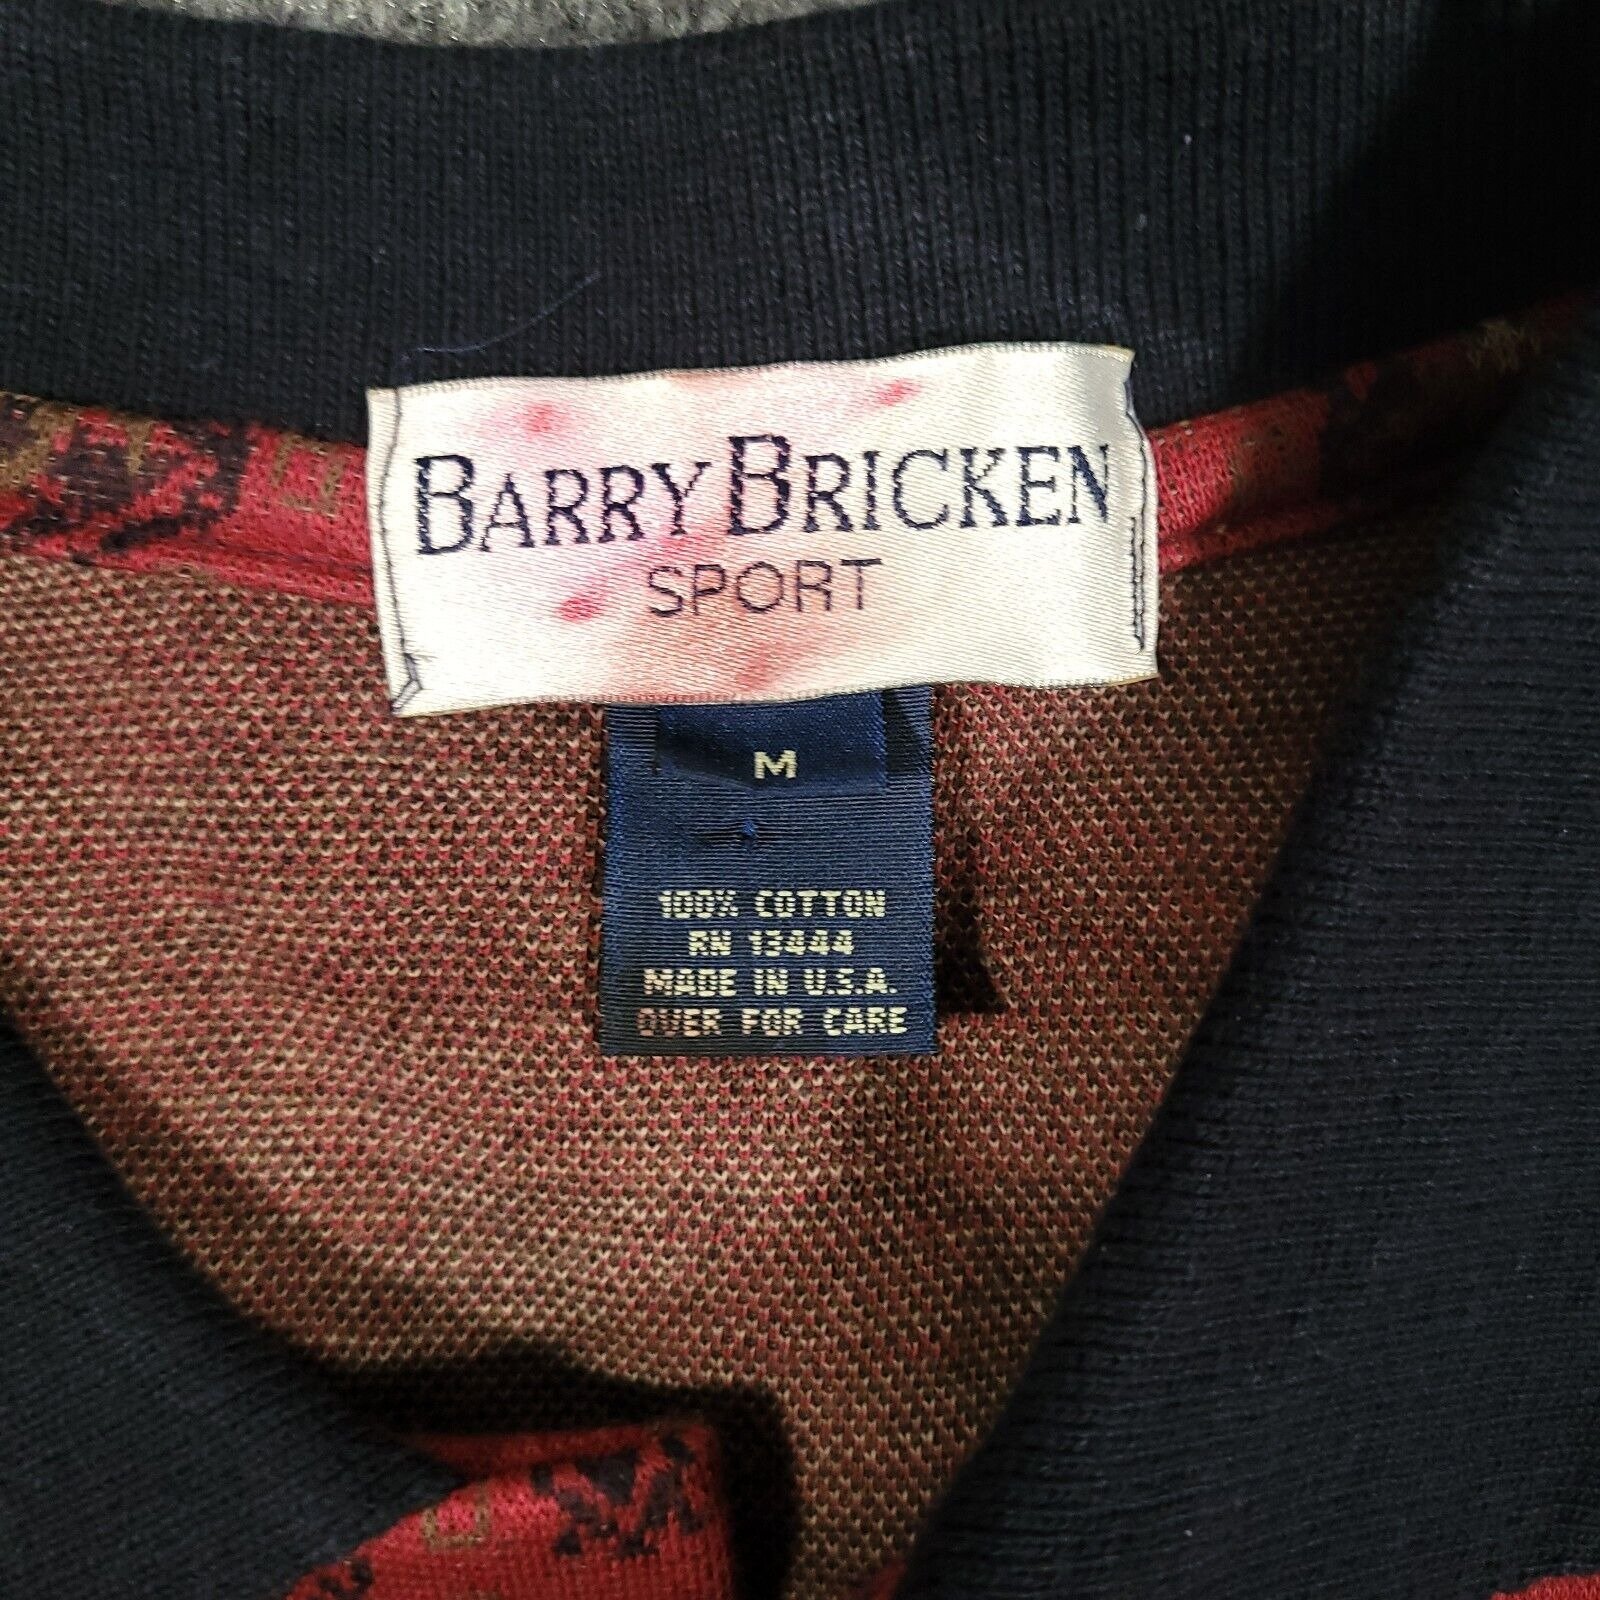 BARRY BRICKEN
SPORT
M
100% COTTON
RN 13444
MADE IN U.S.A.
OVER FOR CARE